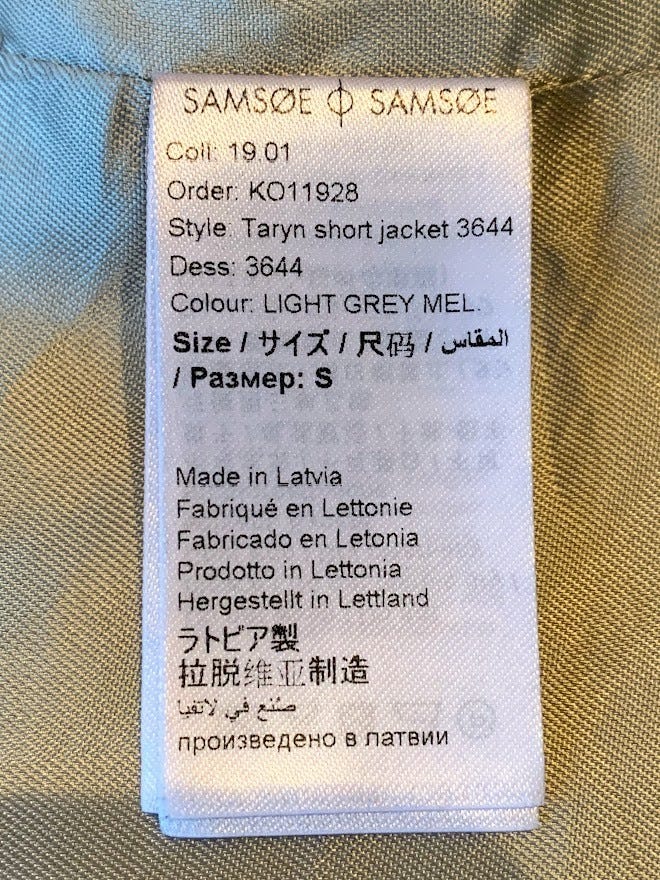 SAMSØE Φ SAMSØE
Coll: 19.01
Order: KO11928
Style: Taryn short jacket 3644
Dess: 3644
Colour: LIGHT GREY MEL.
Size / サイズ / 尺码 / المقاس
/ Размер: S
Made in Latvia
Fabriqué en Lettonie
Fabricado en Letonia
Prodotto in Lettonia
Hergestellt in Lettland
ラトビア製
拉脱维亚制造
صنع في لاتفيا
произведено в латвии